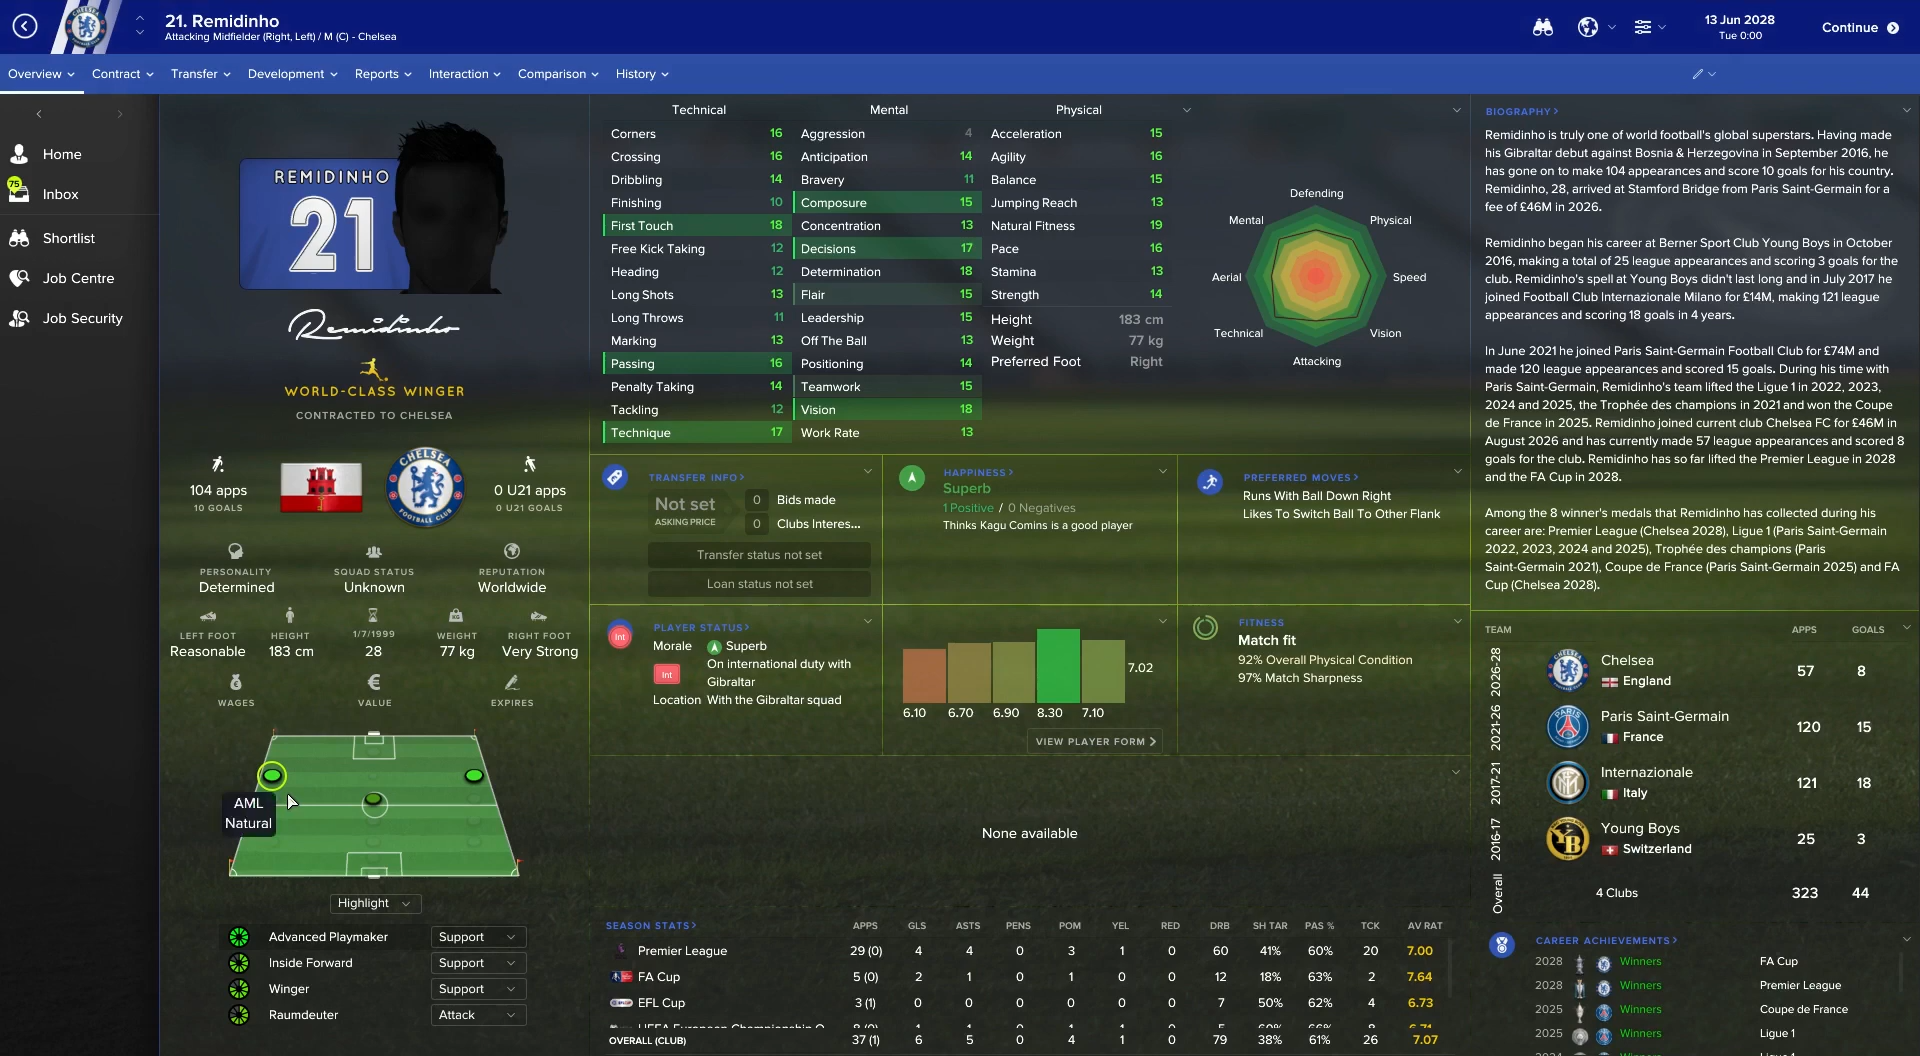 21. Remidinho
Attacking Midfielder (Right, Left) / M (C) - Chelsea
13 Jun 2028
Tue 0:00
Continue
Overview
Contract
Transfer
Development
Reports
Interaction
Comparison
History
Home
75
Inbox
Shortlist
Job Centre
Job Security
REMIDINHO
21
Remidinho
WORLD-CLASS WINGER
CONTRACTED TO CHELSEA
104 apps
10 GOALS
CHELSEA
FOOTBALL CLUB
0 U21 apps
0 U21 GOALS
PERSONALITY
Determined
SQUAD STATUS
Unknown
REPUTATION
Worldwide
LEFT FOOT
Reasonable
HEIGHT
183 cm
1/7/1999
28
WEIGHT
77 kg
RIGHT FOOT
Very Strong
WAGES
VALUE
EXPIRES
AML
Natural
Highlight
Advanced Playmaker Support
Inside Forward Support
Winger Support
Raumdeuter Attack
Technical
Corners 16
Crossing 16
Dribbling 14
Finishing 10
First Touch 18
Free Kick Taking 12
Heading 12
Long Shots 13
Long Throws 11
Marking 13
Passing 16
Penalty Taking 14
Tackling 12
Technique 17
Mental
Aggression 4
Anticipation 14
Bravery 11
Composure 15
Concentration 13
Decisions 17
Determination 18
Flair 15
Leadership 15
Off The Ball 13
Positioning 14
Teamwork 15
Vision 18
Work Rate 13
Physical
Acceleration 15
Agility 16
Balance 15
Jumping Reach 13
Natural Fitness 19
Pace 16
Stamina 13
Strength 14
Height 183 cm
Weight 77 kg
Preferred Foot Right
Defending
Physical
Speed
Vision
Attacking
Technical
Aerial
Mental
TRANSFER INFO>
Not set
ASKING PRICE
0 Bids made
0 Clubs Interes...
Transfer status not set
Loan status not set
HAPPINESS>
Superb
1 Positive / 0 Negatives
Thinks Kagu Comins is a good player
PREFERRED MOVES>
Runs With Ball Down Right
Likes To Switch Ball To Other Flank
Int
PLAYER STATUS>
Morale Superb
Int
On international duty with
Gibraltar
Location With the Gibraltar squad
7.02
6.10 6.70 6.90 8.30 7.10
VIEW PLAYER FORM >
FITNESS
Match fit
92% Overall Physical Condition
97% Match Sharpness
None available
SEASON STATS> APPS GLS ASTS PENS POM YEL RED DRB SH TAR PAS % TCK AV RAT
Premier League 29 (0) 4 4 0 3 1 0 60 41% 60% 20 7.00
FA Cup 5 (0) 2 1 0 1 0 0 12 18% 63% 2 7.64
EFL Cup 3 (1) 0 0 0 0 0 0 7 50% 62% 4 6.73
UEFA European Championship Q... 8 (0) 1 1 0 1 1 0 5 60% 66% 8 6.71
OVERALL (CLUB) 37 (1) 6 5 0 4 1 0 79 38% 61% 26 7.07
BIOGRAPHY>
Remidinho is truly one of world football's global superstars. Having made
his Gibraltar debut against Bosnia & Herzegovina in September 2016, he
has gone on to make 104 appearances and score 10 goals for his country.
Remidinho, 28, arrived at Stamford Bridge from Paris Saint-Germain for a
fee of £46M in 2026.
Remidinho began his career at Berner Sport Club Young Boys in October
2016, making a total of 25 league appearances and scoring 3 goals for the
club. Remidinho's spell at Young Boys didn't last long and in July 2017 he
joined Football Club Internazionale Milano for £14M, making 121 league
appearances and scoring 18 goals in 4 years.
In June 2021 he joined Paris Saint-Germain Football Club for £74M and
made 120 league appearances and scored 15 goals. During his time with
Paris Saint-Germain, Remidinho's team lifted the Ligue 1 in 2022, 2023,
2024 and 2025, the Trophée des champions in 2021 and won the Coupe
de France in 2025. Remidinho joined current club Chelsea FC for £46M in
August 2026 and has currently made 57 league appearances and scored 8
goals for the club. Remidinho has so far lifted the Premier League in 2028
and the FA Cup in 2028.
Among the 8 winner's medals that Remidinho has collected during his
career are: Premier League (Chelsea 2028), Ligue 1 (Paris Saint-Germain
2022, 2023, 2024 and 2025), Trophée des champions (Paris
Saint-Germain 2021), Coupe de France (Paris Saint-Germain 2025) and FA
Cup (Chelsea 2028).
TEAM APPS GOALS
2026-28
Chelsea
England
57 8
2021-26
Paris Saint-Germain
France
120 15
2017-21
Internazionale
Italy
121 18
2016-17
Young Boys
Switzerland
25 3
Overall
4 Clubs 323 44
CAREER ACHIEVEMENTS>
2028 Winners FA Cup
2028 Winners Premier League
2025 Winners Coupe de France
2025 Winners Ligue 1